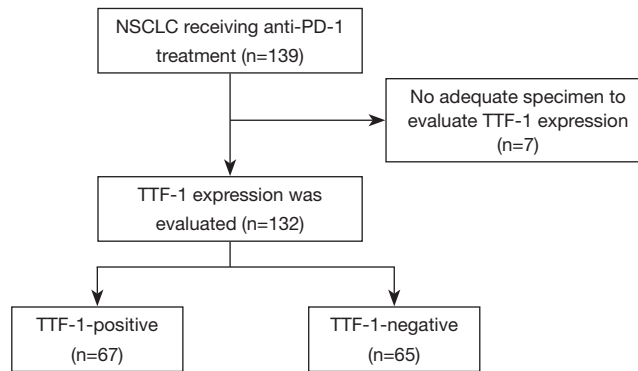 NSCLC receiving anti-PD-1
treatment (n=139)
No adequate specimen to
evaluate TTF-1 expression
(n=7)
TTF-1 expression was
evaluated (n=132)
TTF-1-positive
(n=67)
TTF-1-negative
(n=65)